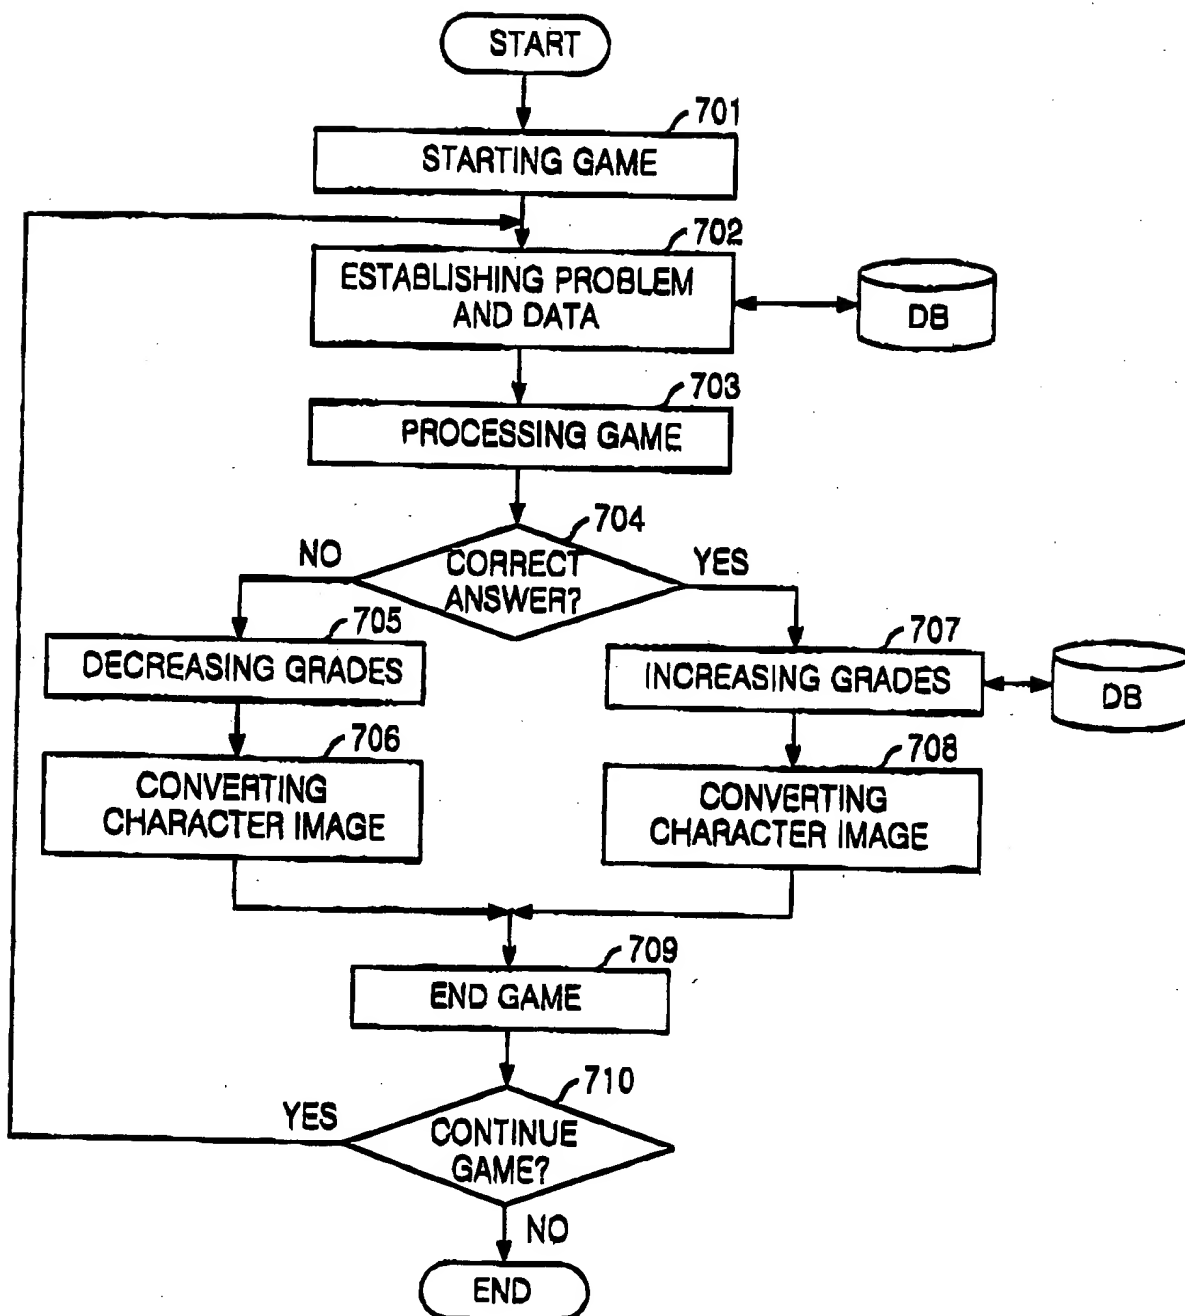 START
701
STARTING GAME
702
ESTABLISHING PROBLEM
AND DATA
DB
703
PROCESSING GAME
704
NO
CORRECT
ANSWER?
YES
705
DECREASING GRADES
707
INCREASING GRADES
DB
706
CONVERTING
CHARACTER IMAGE
708
CONVERTING
CHARACTER IMAGE
709
END GAME
710
YES
CONTINUE
GAME?
NO
END